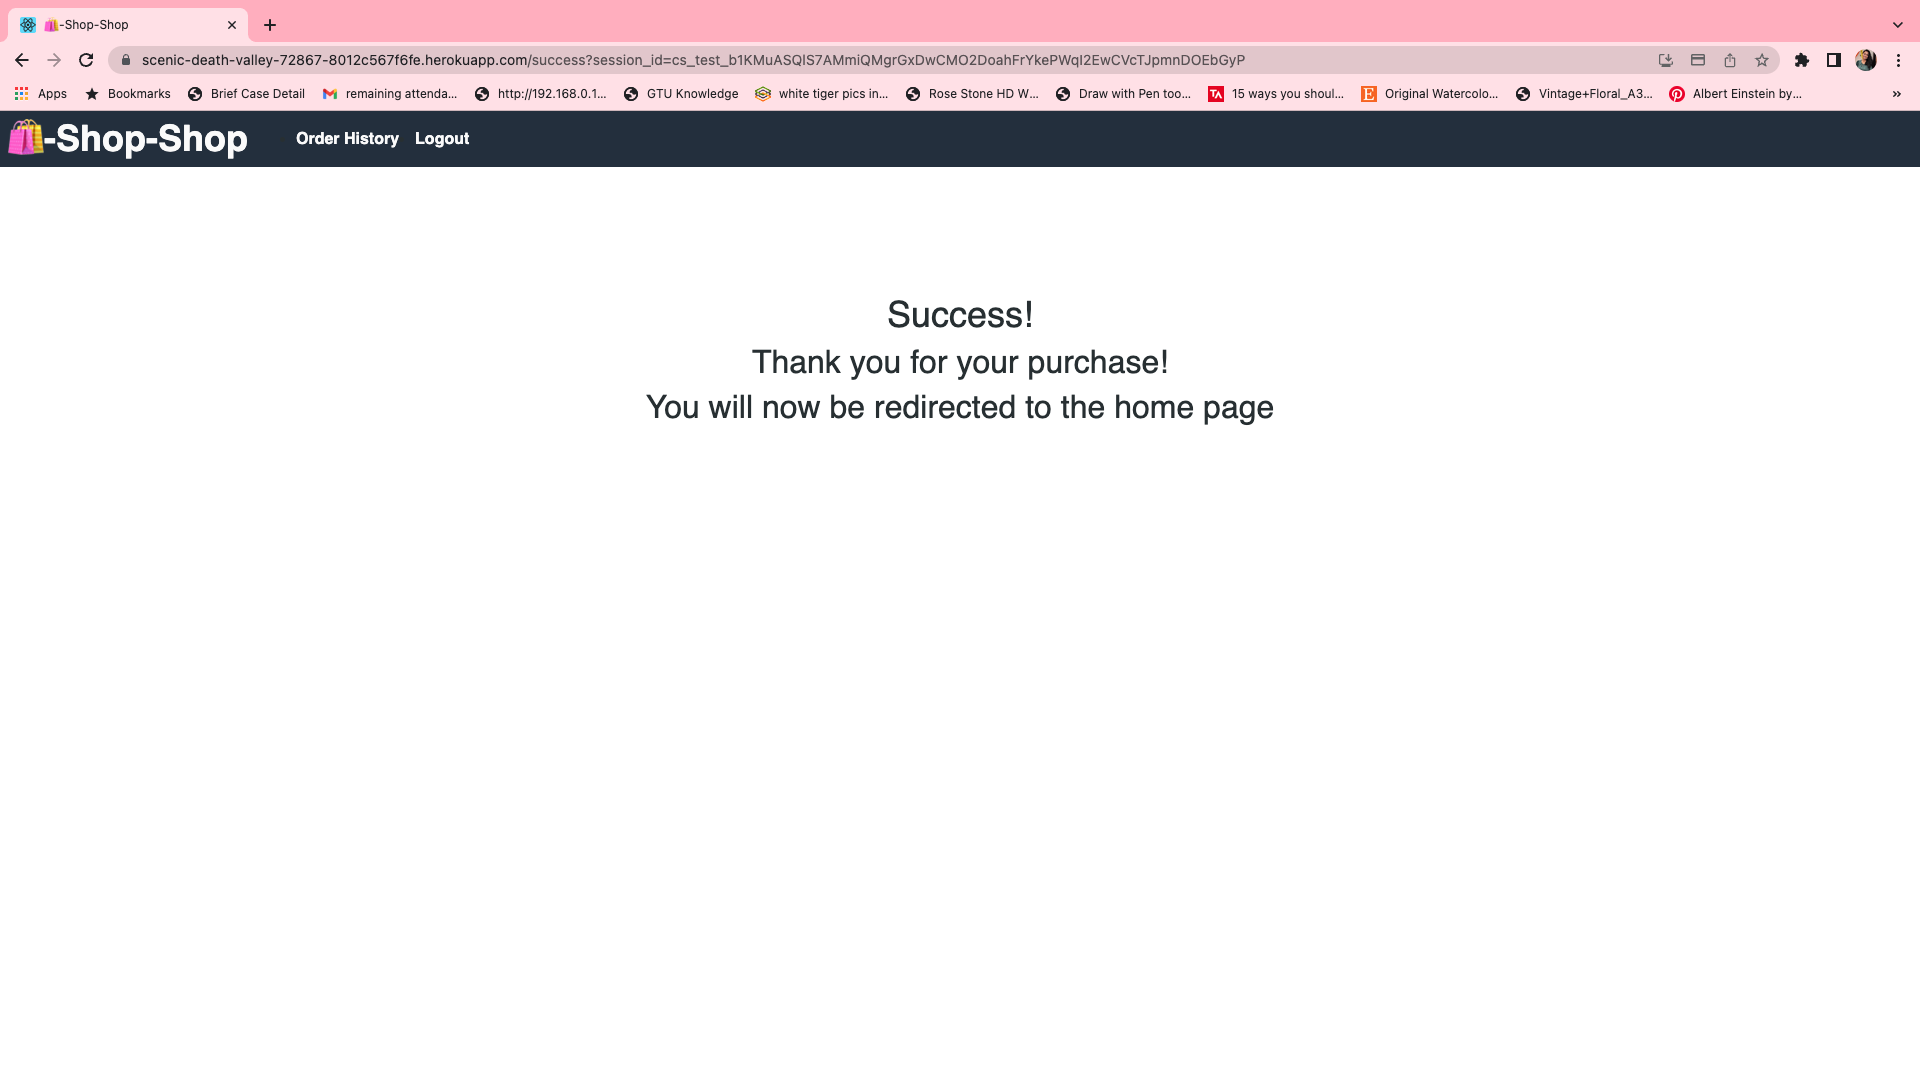 -Shop-Shop
scenic-death-valley-72867-8012c567f6fe.herokuapp.com/success?session_id=cs_test_b1KMuASQIS7AMmiQMgrGxDwCMO2DoahFrYkePWqI2EwCVcTJpmnDOEbGyP
Apps Bookmarks Brief Case Detail remaining attenda... http://192.168.0.1... GTU Knowledge white tiger pics in... Rose Stone HD W... Draw with Pen too... TA 15 ways you shoul... E Original Watercolo... Vintage+Floral_A3... Albert Einstein by... »
-Shop-Shop Order History Logout
Success!
Thank you for your purchase!
You will now be redirected to the home page